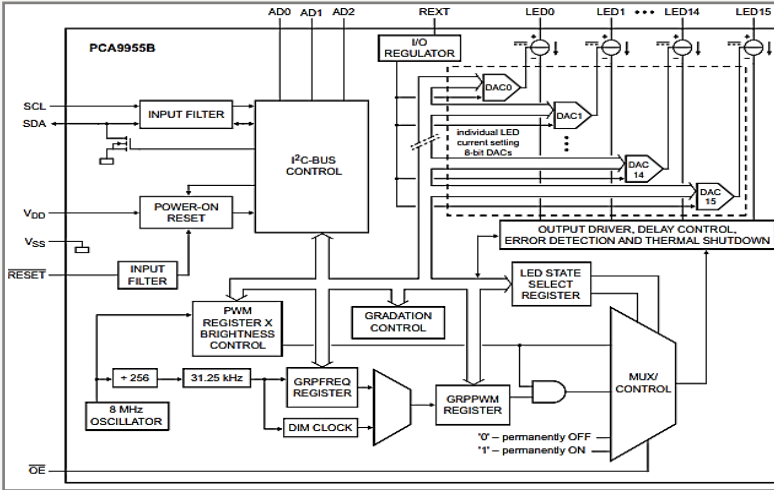 AD0 AD1 AD2 REXT LED0 LED1 LED14 LED15
PCA9955B
I/O
REGULATOR
DAC0
SCL
SDA
INPUT FILTER
DAC1
individual LED
current setting
8-bit DACs
I²C-BUS
CONTROL
DAC
14
DAC
15
VDD
POWER-ON
RESET
VSS
OUTPUT DRIVER, DELAY CONTROL,
ERROR DETECTION AND THERMAL SHUTDOWN
RESET
INPUT
FILTER
LED STATE
SELECT
REGISTER
PWM
REGISTER X
BRIGHTNESS
CONTROL
GRADATION
CONTROL
MUX/
CONTROL
÷ 256
31.25 kHz
GRPFREQ
REGISTER
GRPPWM
REGISTER
8 MHz
OSCILLATOR
DIM CLOCK
'0' – permanently OFF
'1' – permanently ON
OE